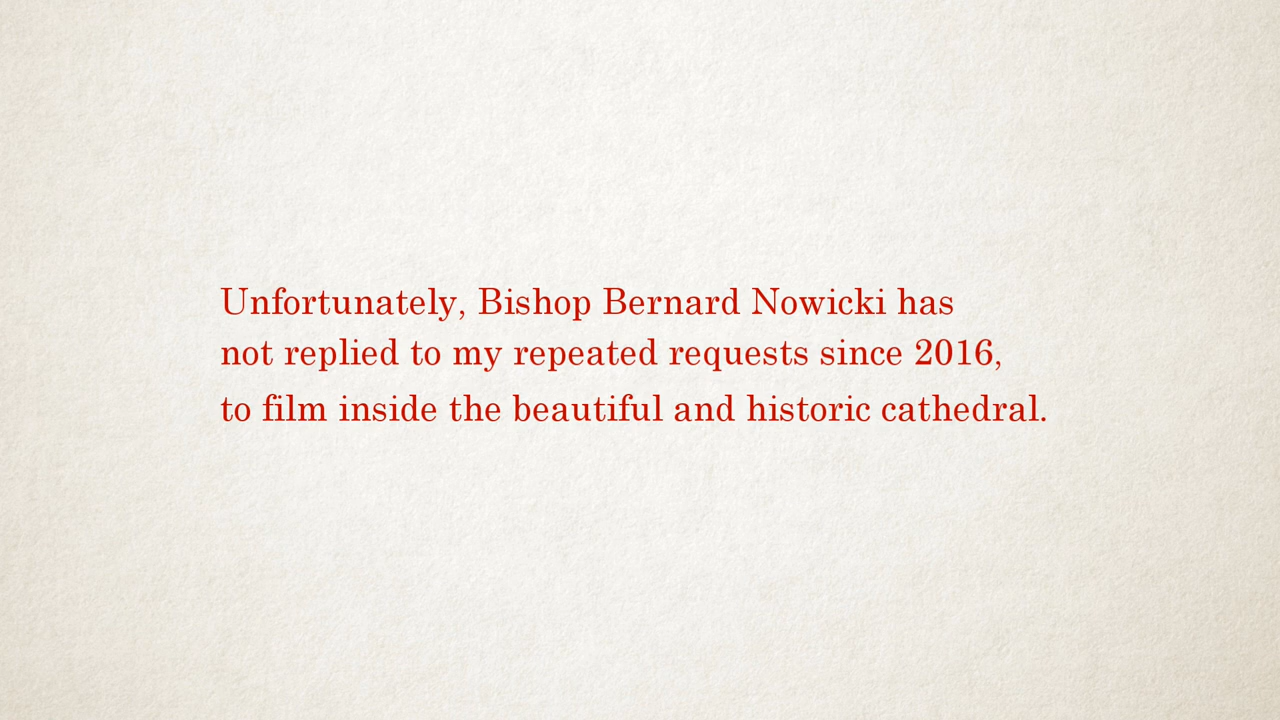 Unfortunately, Bishop Bernard Nowicki has
not replied to my repeated requests since 2016,
to film inside the beautiful and historic cathedral.